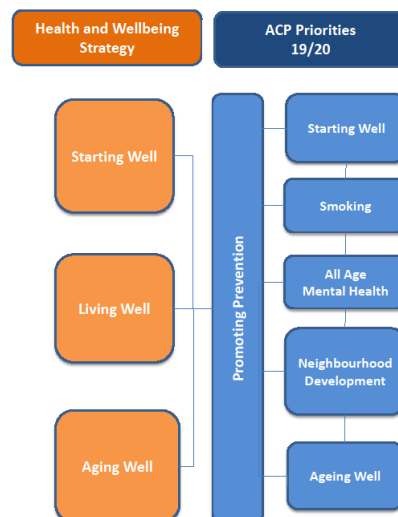 Health and Wellbeing
Strategy
ACP Priorities
19/20
Starting Well
Living Well
Aging Well
Promoting Prevention
Starting Well
Smoking
All Age
Mental Health
Neighbourhood
Development
Ageing Well